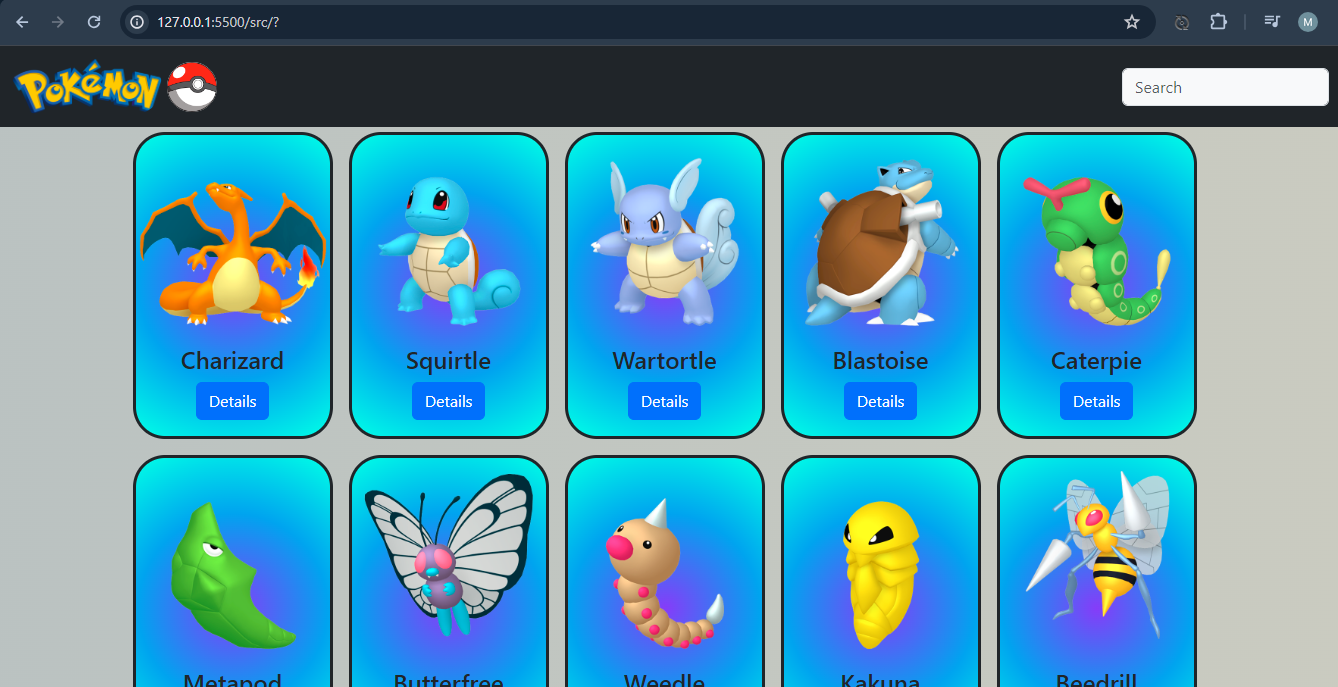 127.0.0.1:5500/src/?
M
POKéMON
Search
Charizard
Squirtle
Wartortle
Blastoise
Caterpie
Details
Details
Details
Details
Details
Metapod
Butterfree
Weedle
Kakuna
Beedrill